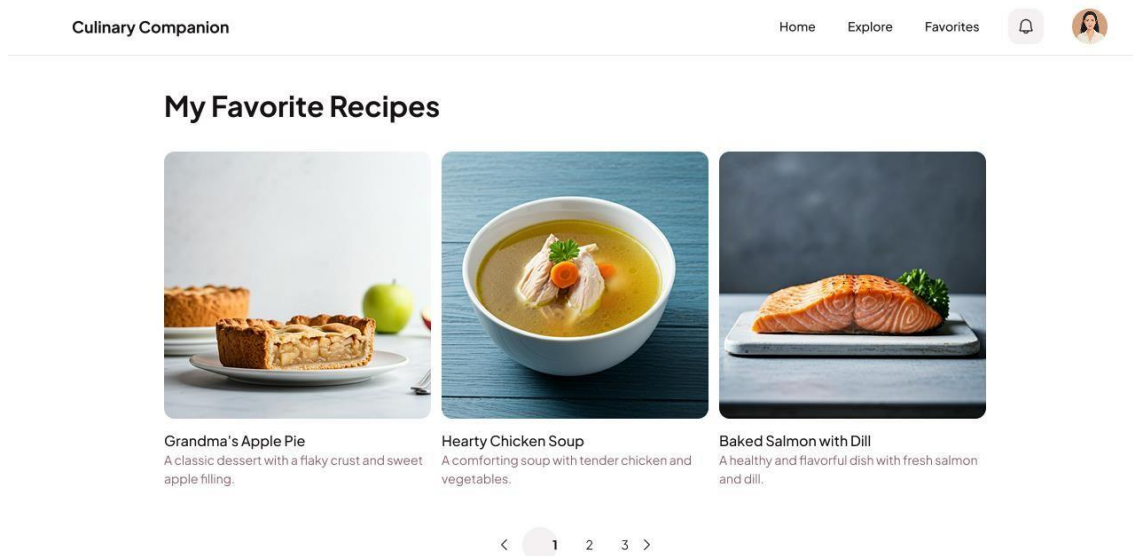 Culinary Companion
Home Explore Favorites
My Favorite Recipes
Grandma's Apple Pie
A classic dessert with a flaky crust and sweet
apple filling.
Hearty Chicken Soup
A comforting soup with tender chicken and
vegetables.
Baked Salmon with Dill
A healthy and flavorful dish with fresh salmon
and dill.
1 2 3